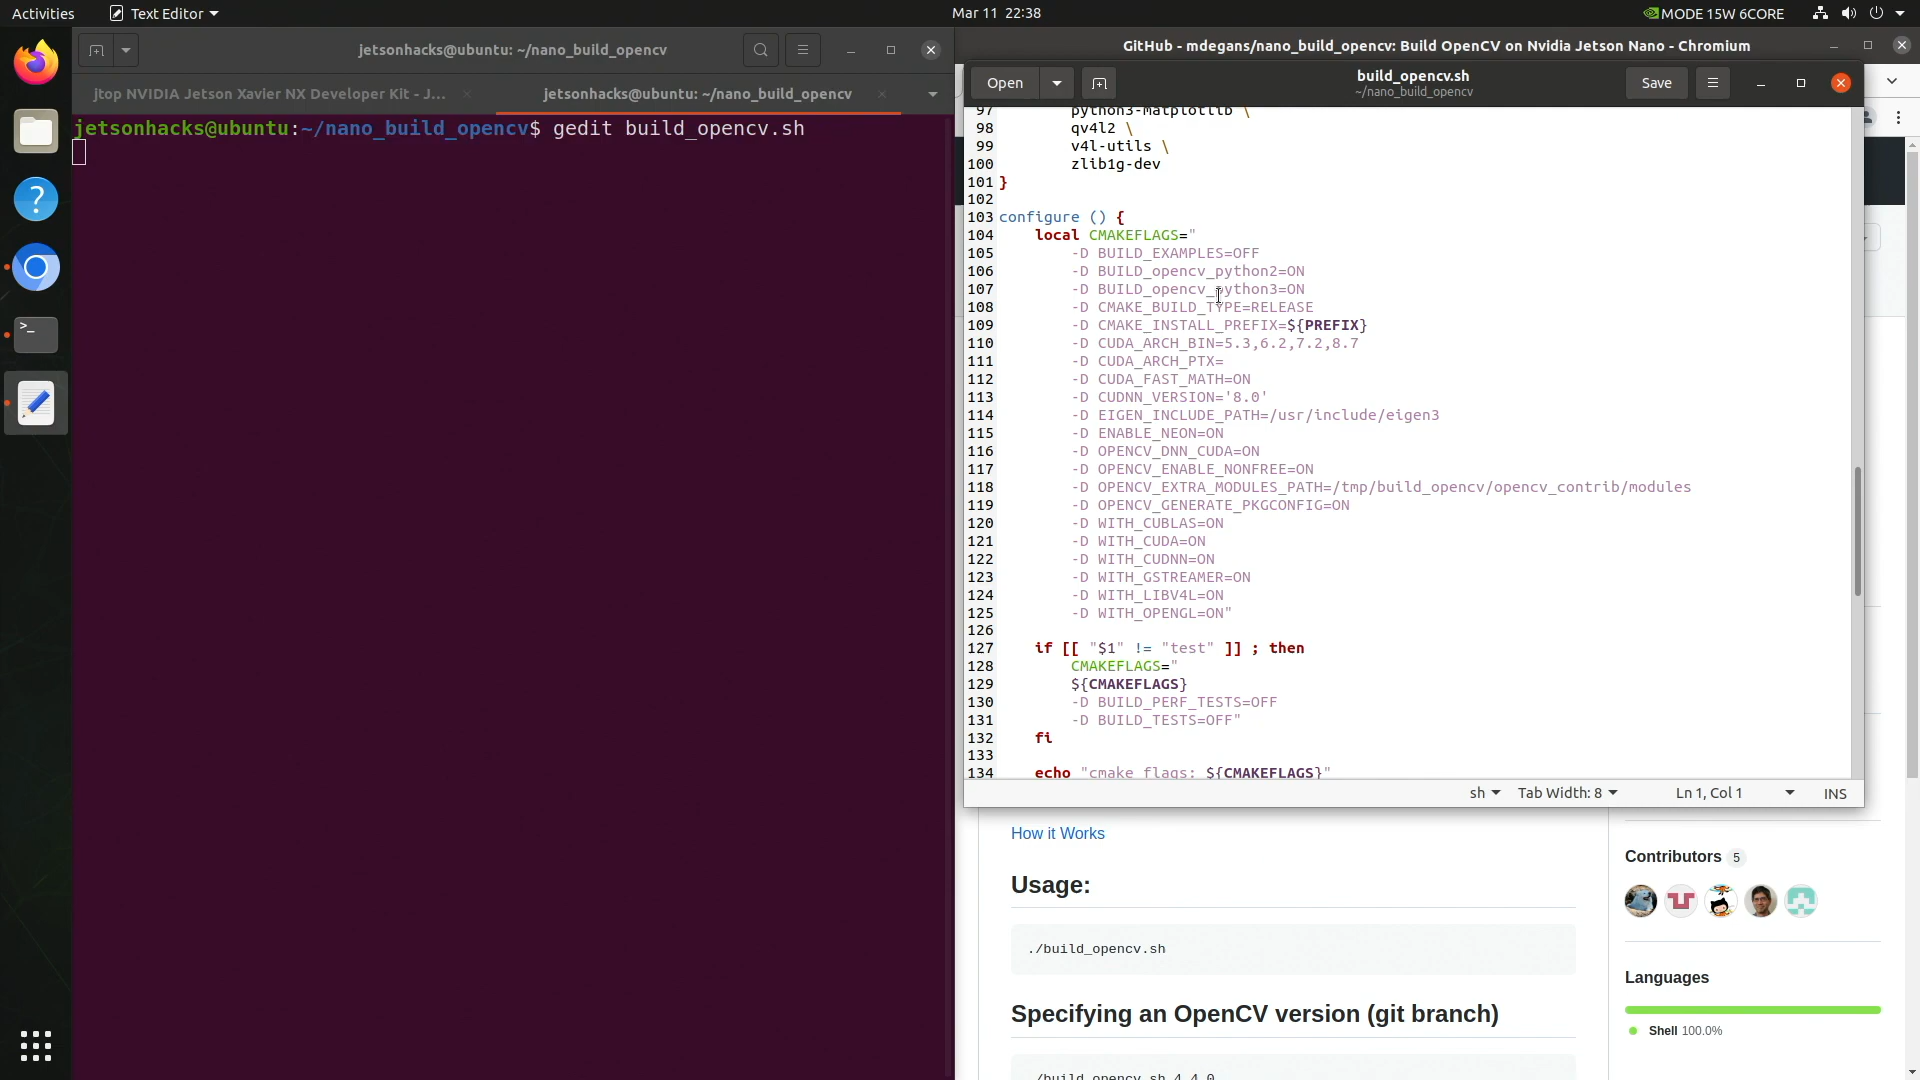 Activities
Text Editor
Mar 11 22:38
MODE 15W 6CORE
jetsonhacks@ubuntu: ~/nano_build_opencv
jtop NVIDIA Jetson Xavier NX Developer Kit - J...
jetsonhacks@ubuntu: ~/nano_build_opencv
jetsonhacks@ubuntu:~/nano_build_opencv$ gedit build_opencv.sh
GitHub - mdegans/nano_build_opencv: Build OpenCV on Nvidia Jetson Nano - Chromium
Open
build_opencv.sh
~/nano_build_opencv
Save
97 python3-matplotlib \
98 qv4l2 \
99 v4l-utils \
100 zlib1g-dev
101 }
102
103 configure () {
104 local CMAKEFLAGS="
105 -D BUILD_EXAMPLES=OFF
106 -D BUILD_opencv_python2=ON
107 -D BUILD_opencv_python3=ON
108 -D CMAKE_BUILD_TYPE=RELEASE
109 -D CMAKE_INSTALL_PREFIX=${PREFIX}
110 -D CUDA_ARCH_BIN=5.3,6.2,7.2,8.7
111 -D CUDA_ARCH_PTX=
112 -D CUDA_FAST_MATH=ON
113 -D CUDNN_VERSION='8.0'
114 -D EIGEN_INCLUDE_PATH=/usr/include/eigen3
115 -D ENABLE_NEON=ON
116 -D OPENCV_DNN_CUDA=ON
117 -D OPENCV_ENABLE_NONFREE=ON
118 -D OPENCV_EXTRA_MODULES_PATH=/tmp/build_opencv/opencv_contrib/modules
119 -D OPENCV_GENERATE_PKGCONFIG=ON
120 -D WITH_CUBLAS=ON
121 -D WITH_CUDA=ON
122 -D WITH_CUDNN=ON
123 -D WITH_GSTREAMER=ON
124 -D WITH_LIBV4L=ON
125 -D WITH_OPENGL=ON"
126
127 if [[ "$1" != "test" ]] ; then
128 CMAKEFLAGS="
129 ${CMAKEFLAGS}
130 -D BUILD_PERF_TESTS=OFF
131 -D BUILD_TESTS=OFF"
132 fi
133
134 echo "cmake flags: ${CMAKEFLAGS}"
sh
Tab Width: 8
Ln 1, Col 1
INS
How it Works
Usage:
./build_opencv.sh
Specifying an OpenCV version (git branch)
./build_opencv.sh 4.4.0
Contributors 5
Languages
Shell 100.0%